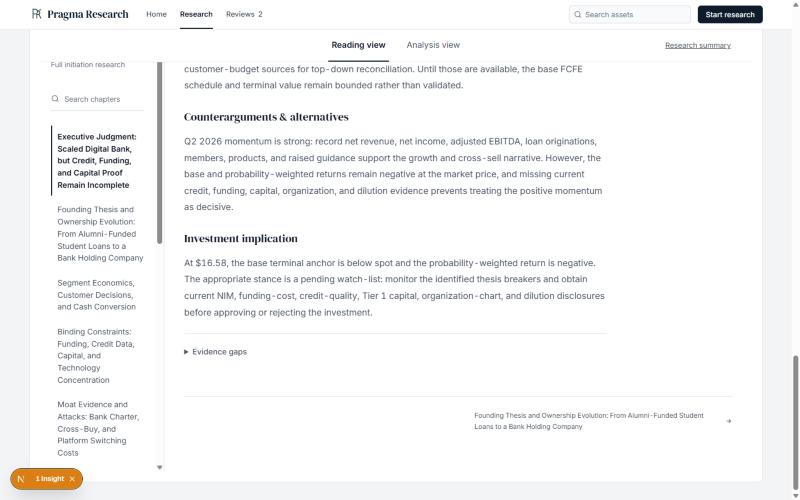 Pragma Research
Home
Research
Reviews 2
Search assets
Start research
Reading view
Analysis view
Research summary
Full initiation research
Search chapters
Executive Judgment:
Scaled Digital Bank,
but Credit, Funding,
and Capital Proof
Remain Incomplete
Founding Thesis and
Ownership Evolution:
From Alumni-Funded
Student Loans to a
Bank Holding Company
Segment Economics,
Customer Decisions,
and Cash Conversion
Binding Constraints:
Funding, Credit Data,
Capital, and
Technology
Concentration
Moat Evidence and
Attacks: Bank Charter,
Cross-Buy, and
Platform Switching
Costs
customer-budget sources for top-down reconciliation. Until those are available, the base FCFE
schedule and terminal value remain bounded rather than validated.
Counterarguments & alternatives
Q2 2026 momentum is strong: record net revenue, net income, adjusted EBITDA, loan originations,
members, products, and raised guidance support the growth and cross-sell narrative. However, the
base and probability-weighted returns remain negative at the market price, and missing current
credit, funding, capital, organization, and dilution evidence prevents treating the positive momentum
as decisive.
Investment implication
At $16.58, the base terminal anchor is below spot and the probability-weighted return is negative.
The appropriate stance is a pending watch-list: monitor the identified thesis breakers and obtain
current NIM, funding-cost, credit-quality, Tier 1 capital, organization-chart, and dilution disclosures
before approving or rejecting the investment.
Evidence gaps
Founding Thesis and Ownership Evolution: From Alumni-Funded Student
Loans to a Bank Holding Company
N 1 Insight